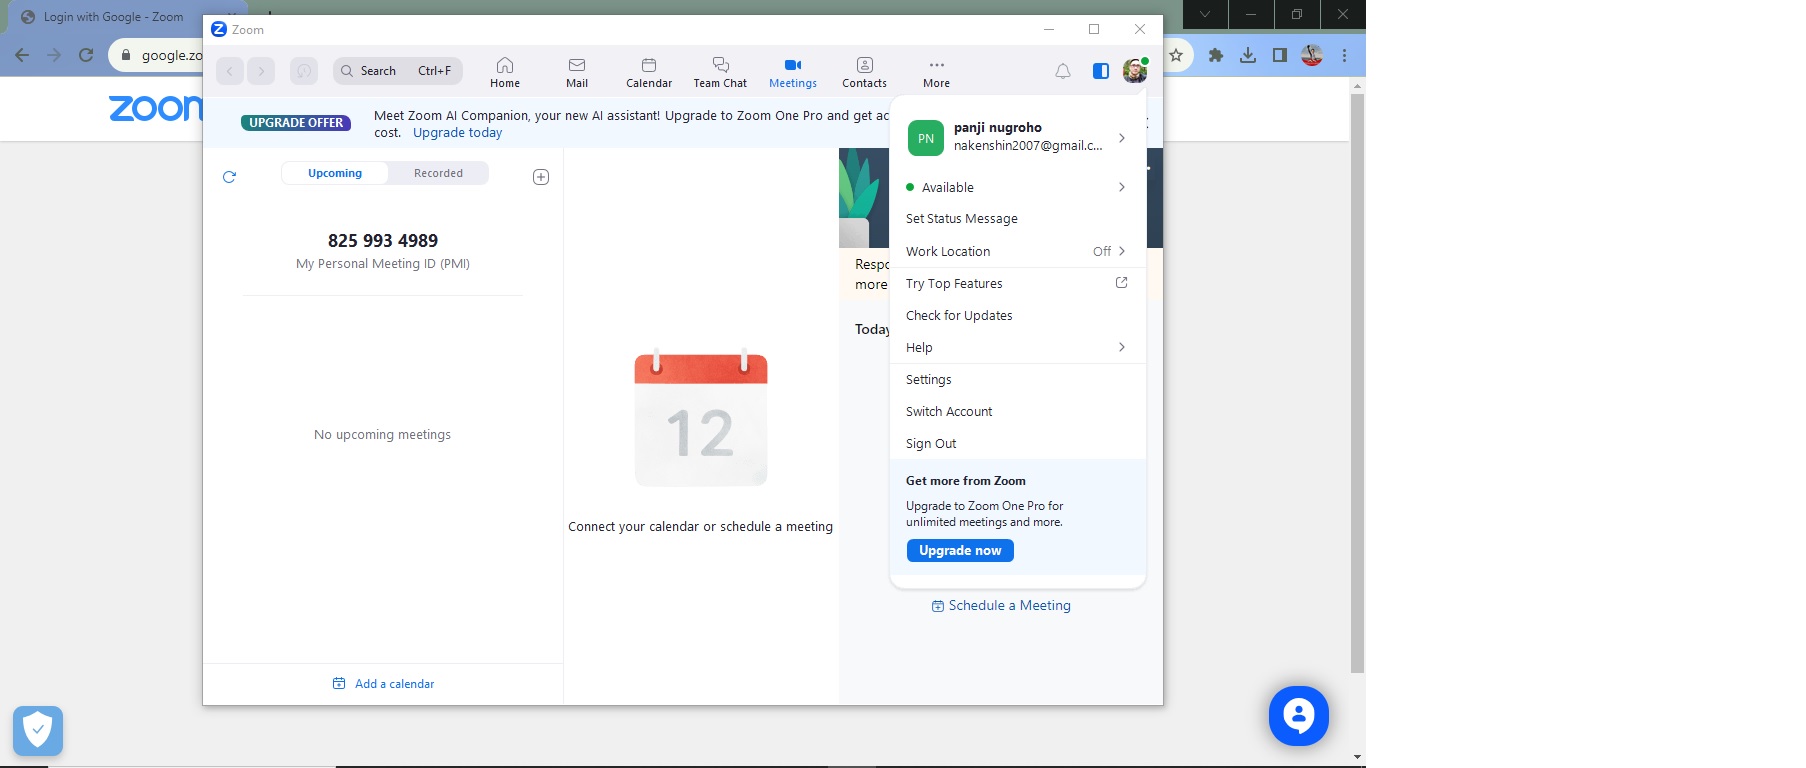 Login with Google - Zoom
google.zo
zoom
Zoom
Search Ctrl+F
Home
Mail
Calendar
Team Chat
Meetings
Contacts
More
UPGRADE OFFER
Meet Zoom AI Companion, your new AI assistant! Upgrade to Zoom One Pro and get ac
cost. Upgrade today
Upcoming
Recorded
825 993 4989
My Personal Meeting ID (PMI)
No upcoming meetings
Add a calendar
12
Connect your calendar or schedule a meeting
Respo
more
Today
PN
panji nugroho
nakenshin2007@gmail.c...
Available
Set Status Message
Work Location Off
Try Top Features
Check for Updates
Help
Settings
Switch Account
Sign Out
Get more from Zoom
Upgrade to Zoom One Pro for
unlimited meetings and more.
Upgrade now
Schedule a Meeting